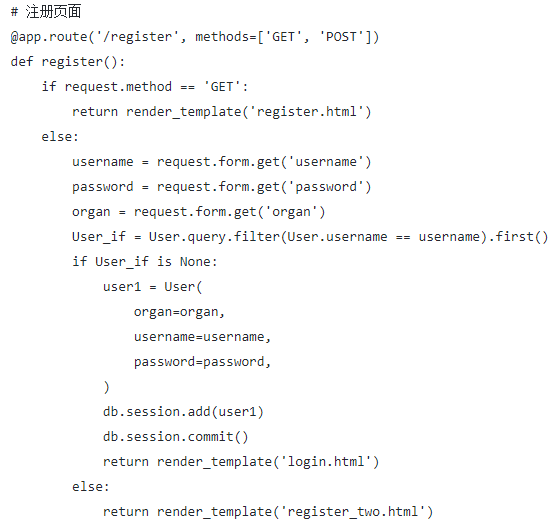 # 注册页面
@app.route('/register', methods=['GET', 'POST'])
def register():
    if request.method == 'GET':
        return render_template('register.html')
    else:
        username = request.form.get('username')
        password = request.form.get('password')
        organ = request.form.get('organ')
        User_if = User.query.filter(User.username == username).first()
        if User_if is None:
            user1 = User(
                organ=organ,
                username=username,
                password=password,
            )
            db.session.add(user1)
            db.session.commit()
            return render_template('login.html')
        else:
            return render_template('register_two.html')